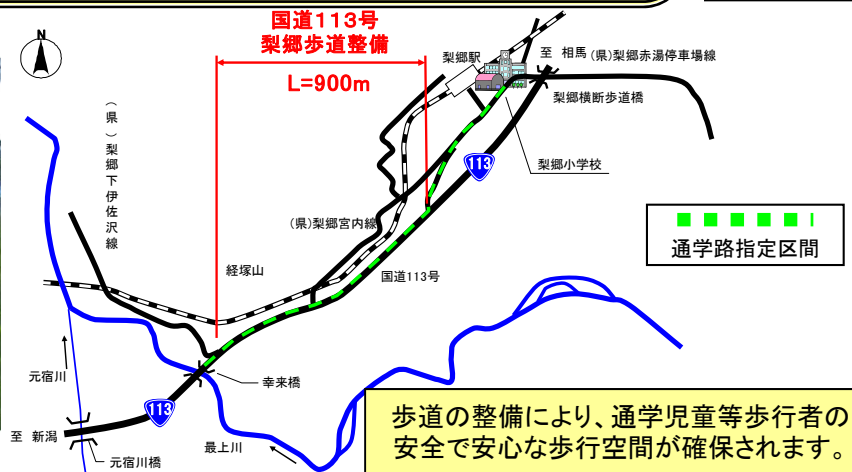 国道113号
梨郷歩道整備
L=900m
N
梨郷駅
至 相馬
(県)梨郷赤湯停車場線
梨郷横断歩道橋
(県)梨郷下伊佐沢線
113
梨郷小学校
(県)梨郷宮内線
通学路指定区間
経塚山
国道113号
元宿川
幸来橋
113
至 新潟
元宿川橋
最上川
歩道の整備により、通学児童等歩行者の
安全で安心な歩行空間が確保されます。